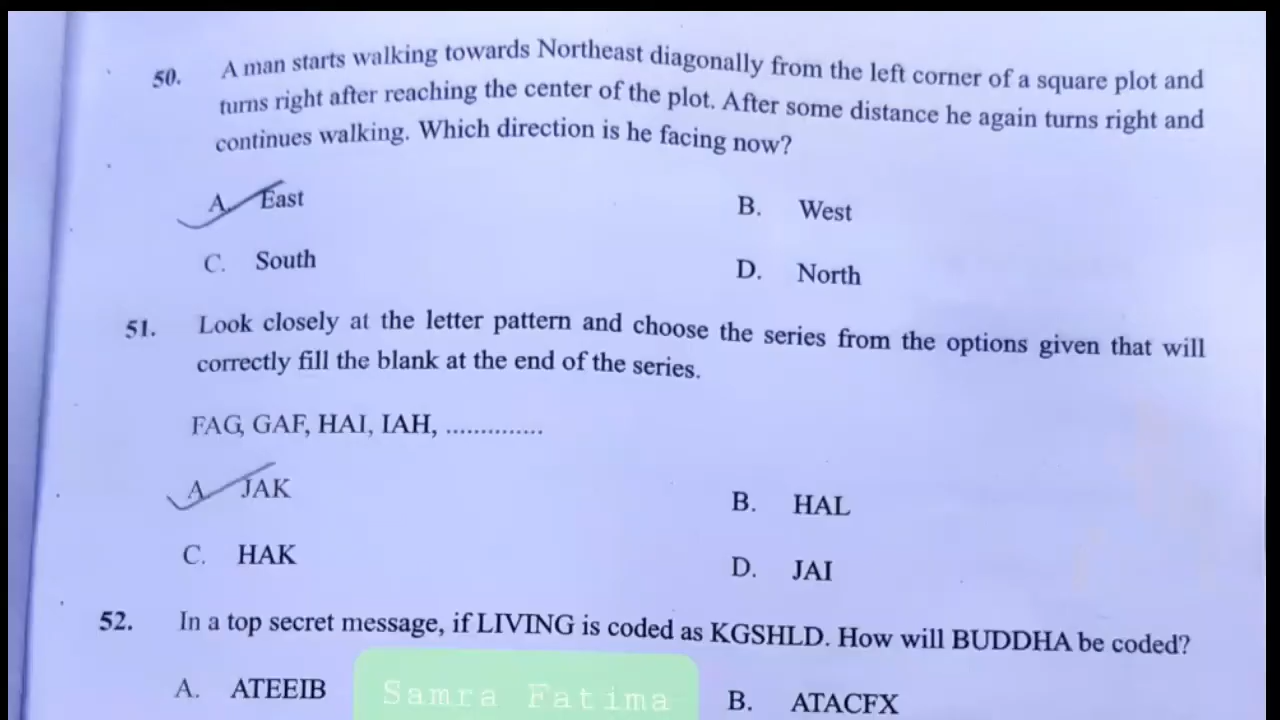 50. A man starts walking towards Northeast diagonally from the left corner of a square plot and
turns right after reaching the center of the plot. After some distance he again turns right and
continues walking. Which direction is he facing now?
A. East B. West
C. South D. North
51. Look closely at the letter pattern and choose the series from the options given that will
correctly fill the blank at the end of the series.
FAG, GAF, HAI, IAH, ..............
A. JAK B. HAL
C. HAK D. JAI
52. In a top secret message, if LIVING is coded as KGSHLD. How will BUDDHA be coded?
A. ATEEIB B. ATACFX
Samra Fatima